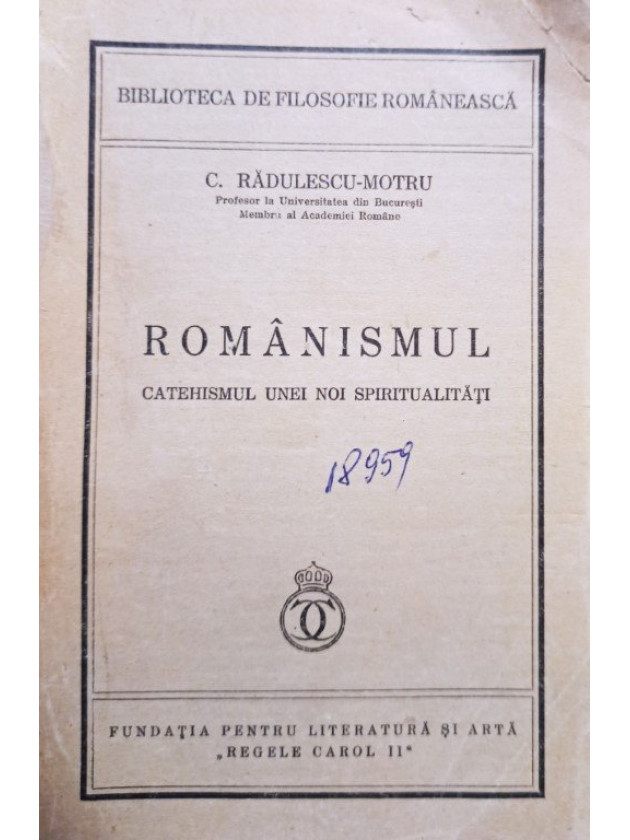 BIBLIOTECA DE FILOSOFIE ROMÂNEASCĂ
C. RĂDULESCU-MOTRU
Profesor la Universitatea din București
Membru al Academiei Române
ROMÂNISMUL
CATEHISMUL UNEI NOI SPIRITUALITĂȚI
18959
FUNDAȚIA PENTRU LITERATURĂ ȘI ARTĂ
„REGELE CAROL II“